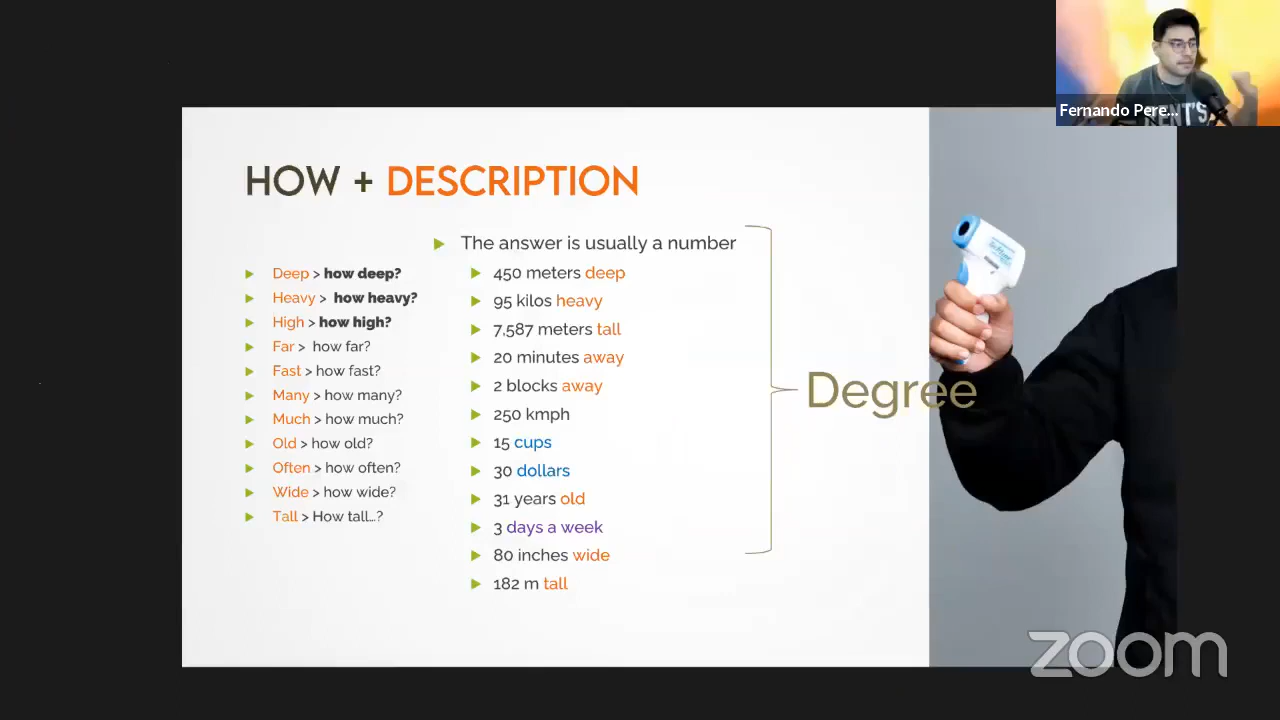 Fernando Pere...
HOW + DESCRIPTION
Deep > how deep?
Heavy > how heavy?
High > how high?
Far > how far?
Fast > how fast?
Many > how many?
Much > how much?
Old > how old?
Often > how often?
Wide > how wide?
Tall > How tall...?
The answer is usually a number
450 meters deep
95 kilos heavy
7,587 meters tall
20 minutes away
2 blocks away
250 kmph
15 cups
30 dollars
31 years old
3 days a week
80 inches wide
182 m tall
Degree
zoom